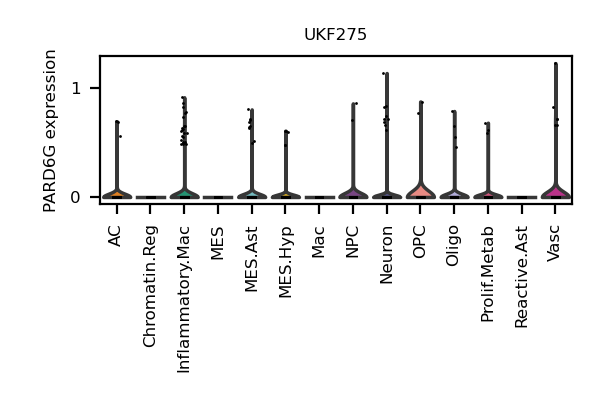 UKF275
PARD6G expression
1
0
AC
Chromatin.Reg
Inflammatory.Mac
MES
MES.Ast
MES.Hyp
Mac
NPC
Neuron
OPC
Oligo
Prolif.Metab
Reactive.Ast
Vasc